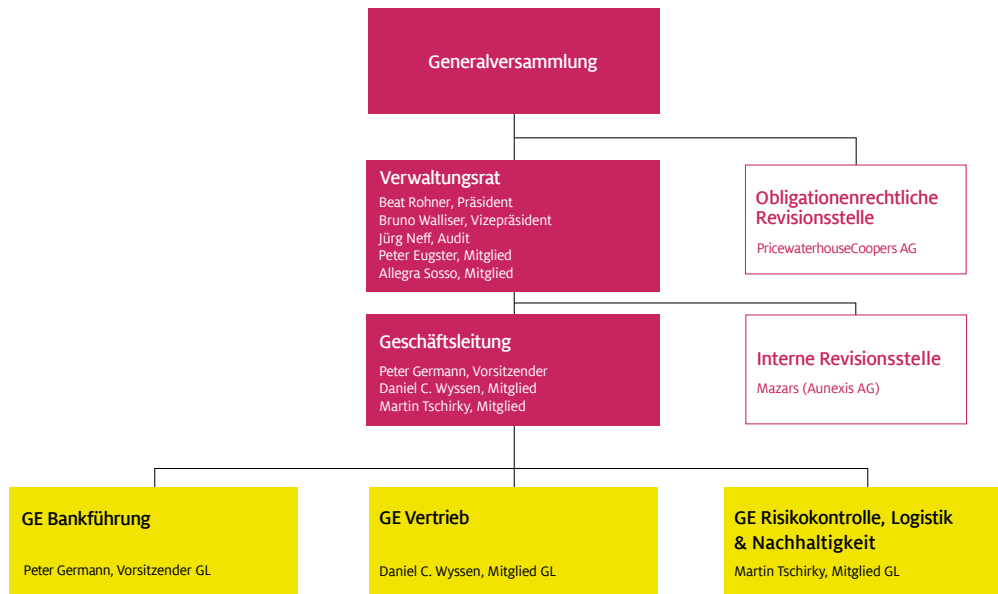 Generalversammlung
Verwaltungsrat
Beat Rohner, Präsident
Bruno Walliser, Vizepräsident
Jürg Neff, Audit
Peter Eugster, Mitglied
Allegra Sosso, Mitglied
Obligationenrechtliche
Revisionsstelle
PricewaterhouseCoopers AG
Geschäftsleitung
Peter Germann, Vorsitzender
Daniel C. Wyssen, Mitglied
Martin Tschirky, Mitglied
Interne Revisionsstelle
Mazars (Aunexis AG)
GE Bankführung
Peter Germann, Vorsitzender GL
GE Vertrieb
Daniel C. Wyssen, Mitglied GL
GE Risikokontrolle, Logistik
& Nachhaltigkeit
Martin Tschirky, Mitglied GL